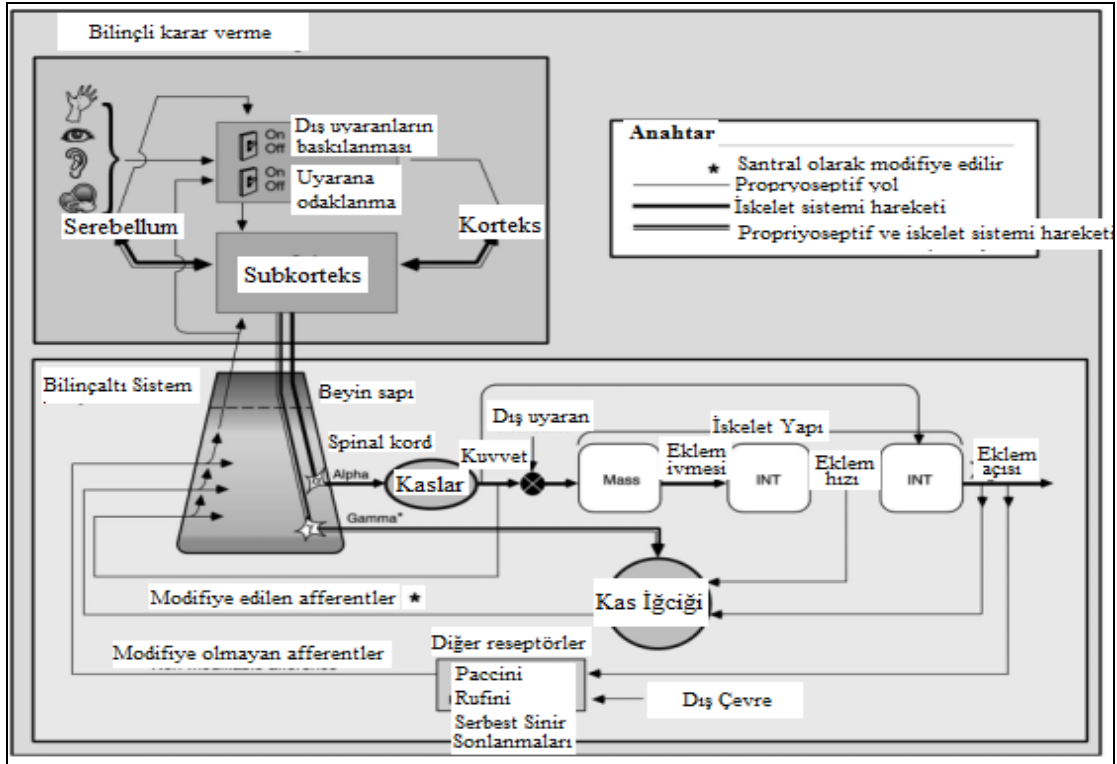 Bilinçli karar verme
On
Off
Dış uyaranların
baskılanması
On
Off
Uyarana
odaklanma
Serebellum
Korteks
Subkorteks
Anahtar
* Santral olarak modifiye edilir
Propryoseptif yol
İskelet sistemi hareketi
Propriyoseptif ve iskelet sistemi hareketi
Bilinçaltı Sistem
Beyin sapı
Spinal kord
Alpha
Kaslar
Kuvvet
Dış uyaran
İskelet Yapı
Mass
Eklem
ivmesi
INT
Eklem
hızı
INT
Eklem
açısı
Gamma*
Kas İğciği
Modifiye edilen afferentler *
Modifiye olmayan afferentler
Diğer reseptörler
Paccini
Rufini
Serbest Sinir
Sonlanmaları
Dış Çevre